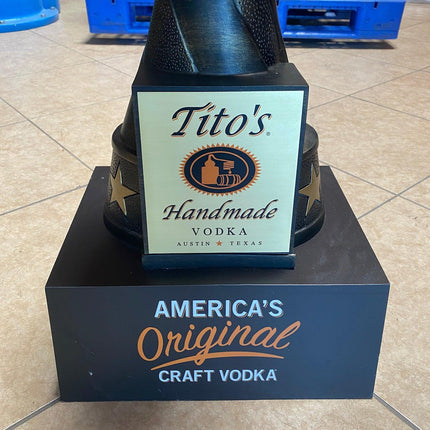 Tito's®
Handmade
VODKA
AUSTIN ★ TEXAS
AMERICA'S
Original
CRAFT VODKA